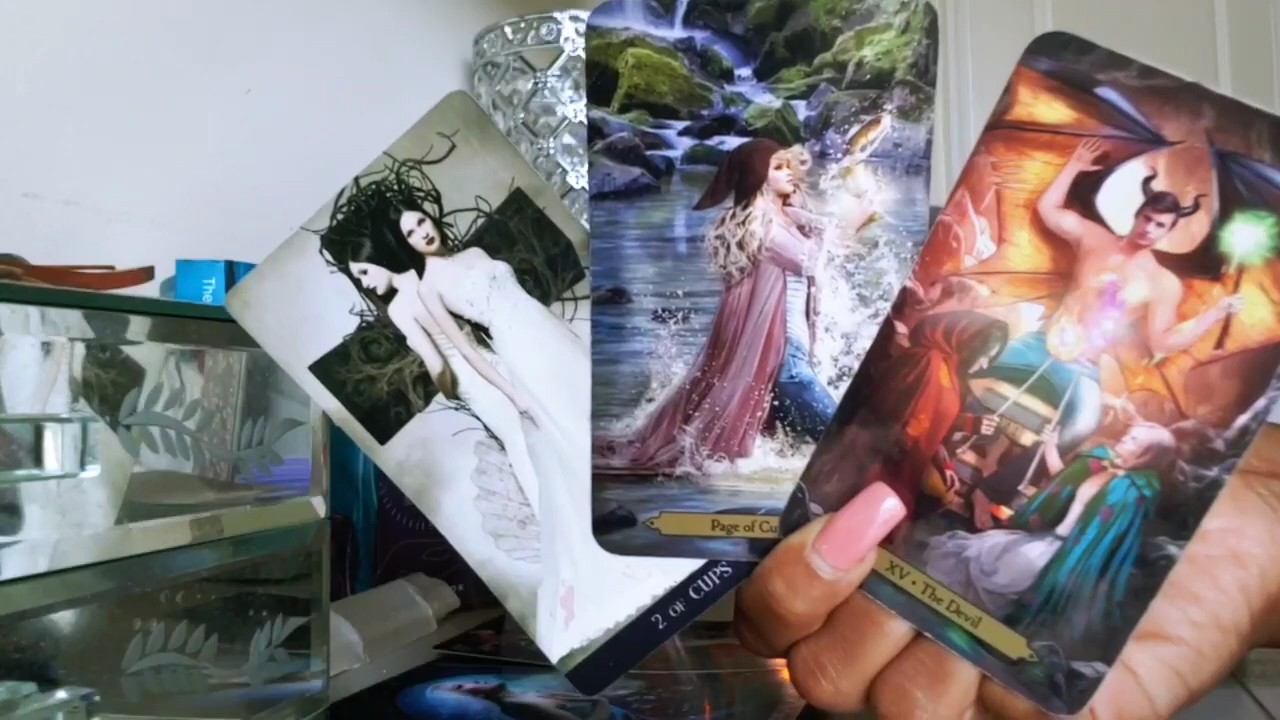 The
2 OF CUPS
Page of Cu
XV • The Devil